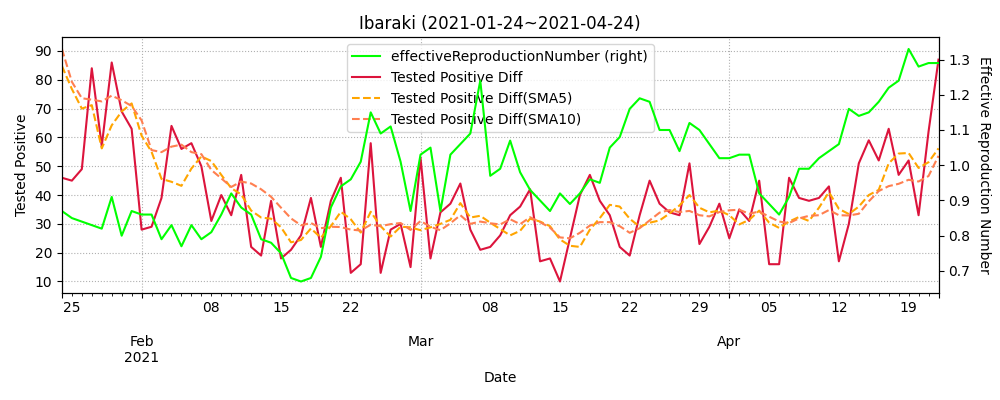 Ibaraki (2021-01-24~2021-04-24)
effectiveReproductionNumber (right)
Tested Positive Diff
Tested Positive Diff(SMA5)
Tested Positive Diff(SMA10)
Tested Positive
90
80
70
60
50
40
30
20
10
1.3
1.2
1.1
1.0
0.9
0.8
0.7
Effective Reproduction Number
25 08 15 22 08 15 22 29 05 12 19
Feb Mar Apr
2021
Date